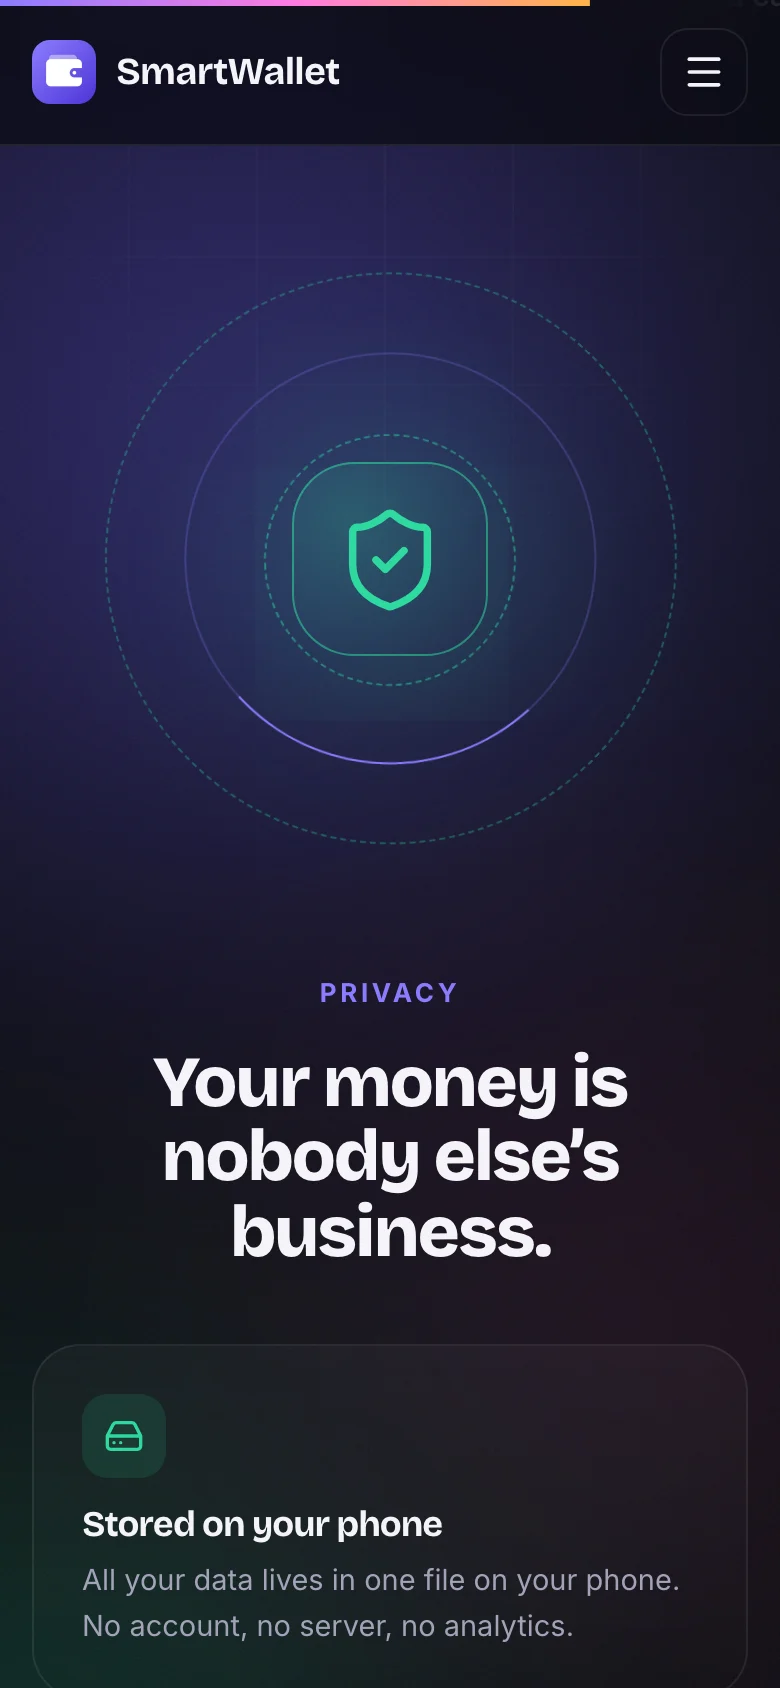 SmartWallet
PRIVACY
Your money is
nobody else’s
business.
Stored on your phone
All your data lives in one file on your phone.
No account, no server, no analytics.